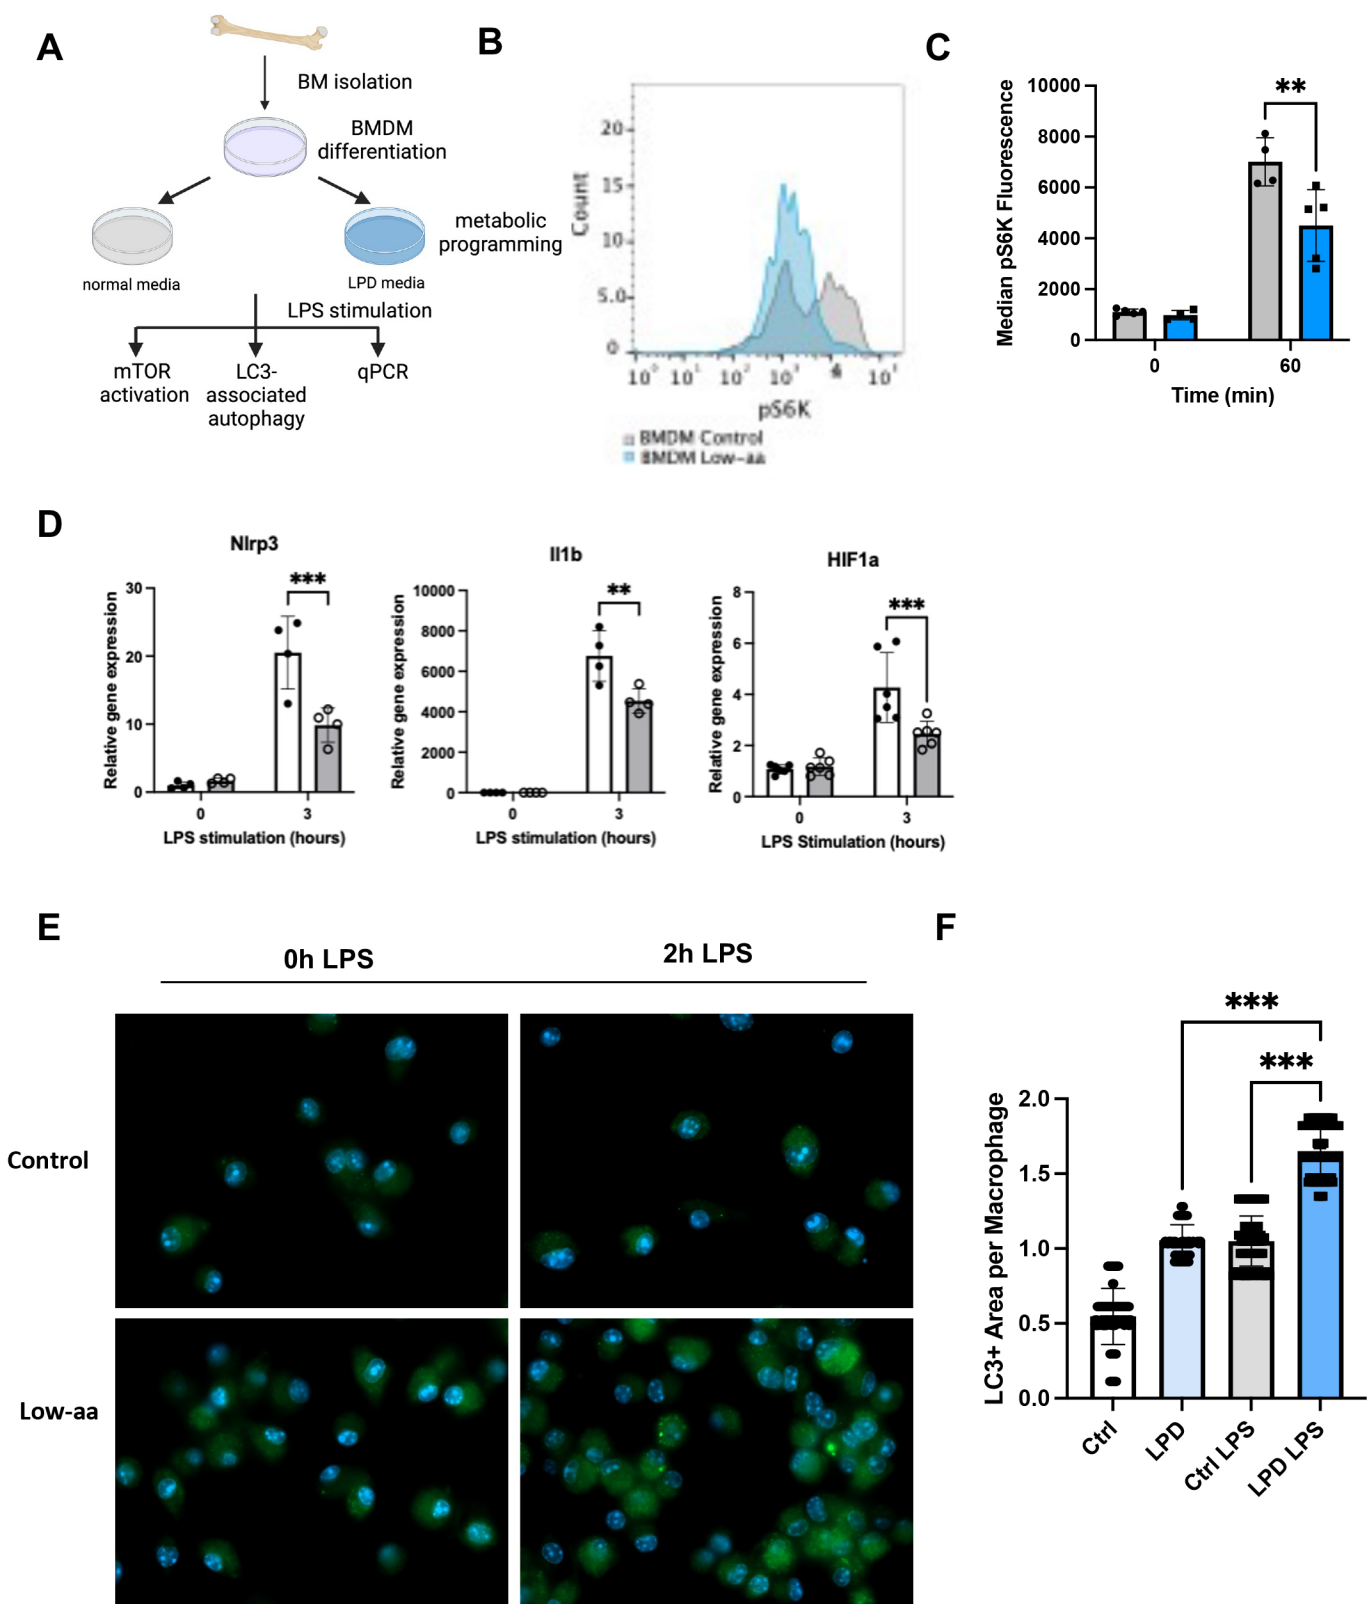 A
BM isolation
BMDM
differentiation
metabolic
programming
normal media
LPD media
LPS stimulation
mTOR
activation
LC3-
associated
autophagy
qPCR
B
Count
20
15
10
5.0
0
10⁰ 10¹ 10² 10³
pS6K
BMDM Control
BMDM Low-aa
C
**
Median pS6K Fluorescence
10000
8000
6000
4000
2000
0
0 60
Time (min)
D
Nlrp3
***
Relative gene expression
30
20
10
0
0 3
LPS stimulation (hours)
Il1b
**
Relative gene expression
10000
8000
6000
4000
2000
0
0 3
LPS stimulation (hours)
HIF1a
***
Relative gene expression
8
6
4
2
0
0 3
LPS Stimulation (hours)
E
0h LPS
2h LPS
Control
Low-aa
F
***
***
LC3+ Area per Macrophage
2.0
1.5
1.0
0.5
0.0
Ctrl
LPD
Ctrl LPS
LPD LPS